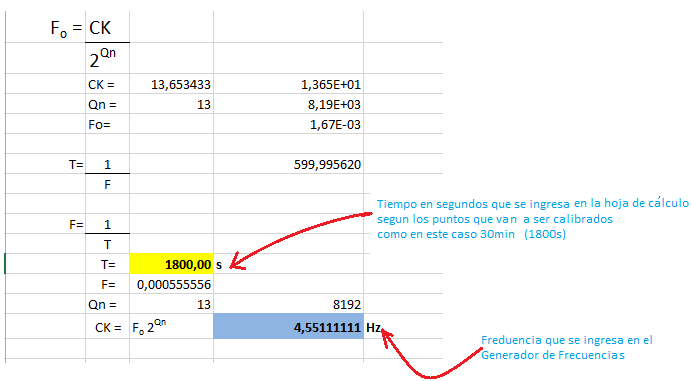 Fo = CK
2^Qn
CK = 13,653433 1,365E+01
Qn = 13 8,19E+03
Fo= 1,67E-03
T= 1 599,995620
F
Tiempo en segundos que se ingresa en la hoja de cálculo
segun los puntos que van a ser calibrados
como en este caso 30min (1800s)
F= 1
T
T= 1800,00 s
F= 0,000555556
Qn = 13 8192
CK = Fo 2^Qn 4,55111111 Hz
Freduencia que se ingresa en el
Generador de Frecuencias